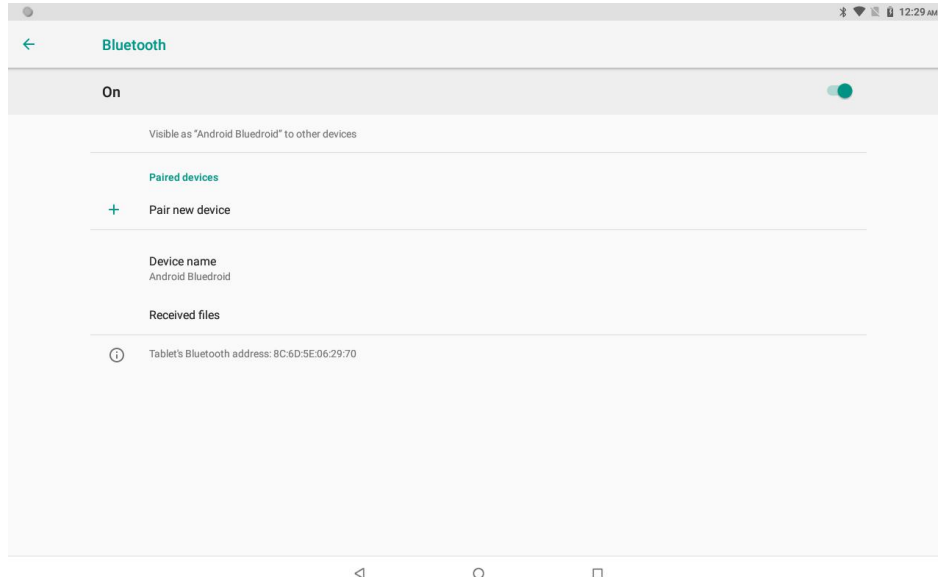 12:29 AM
Bluetooth
On
Visible as "Android Bluedroid" to other devices
Paired devices
+ Pair new device
Device name
Android Bluedroid
Received files
Tablet's Bluetooth address: 8C:6D:5E:06:29:70